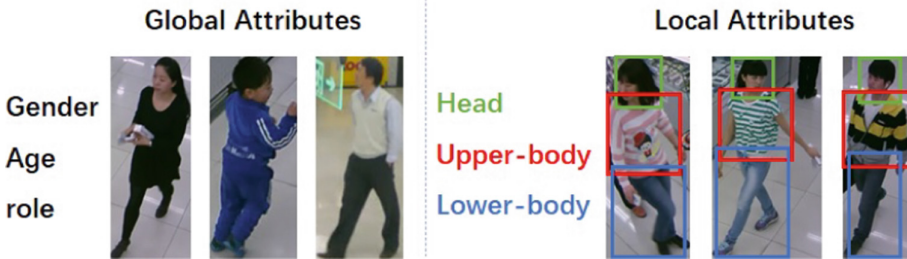 Global Attributes
Gender
Age
role
Local Attributes
Head
Upper-body
Lower-body